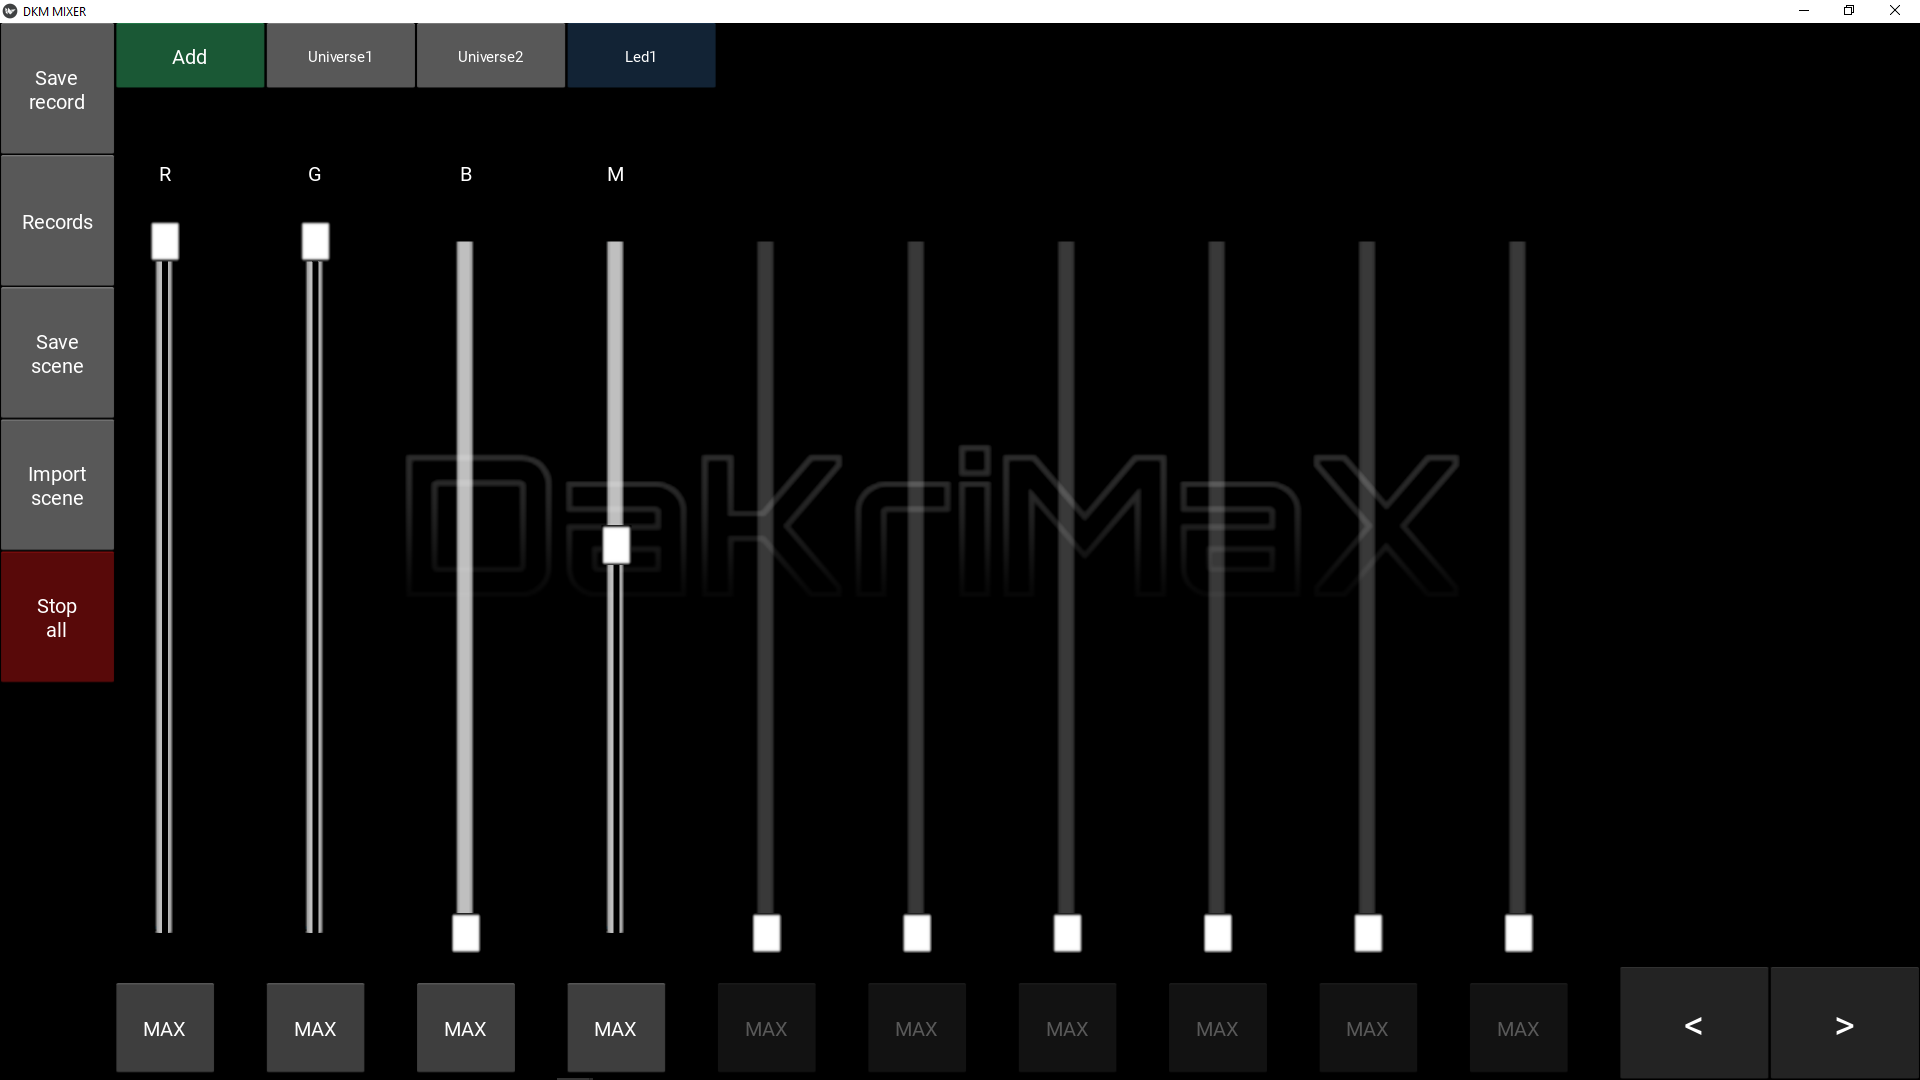 DKM MIXER
Add
Universe1
Universe2
Led1
Save
record
Records
Save
scene
Import
scene
Stop
all
R
G
B
M
DaKriMaX
MAX
MAX
MAX
MAX
MAX
MAX
MAX
MAX
MAX
MAX
<
>